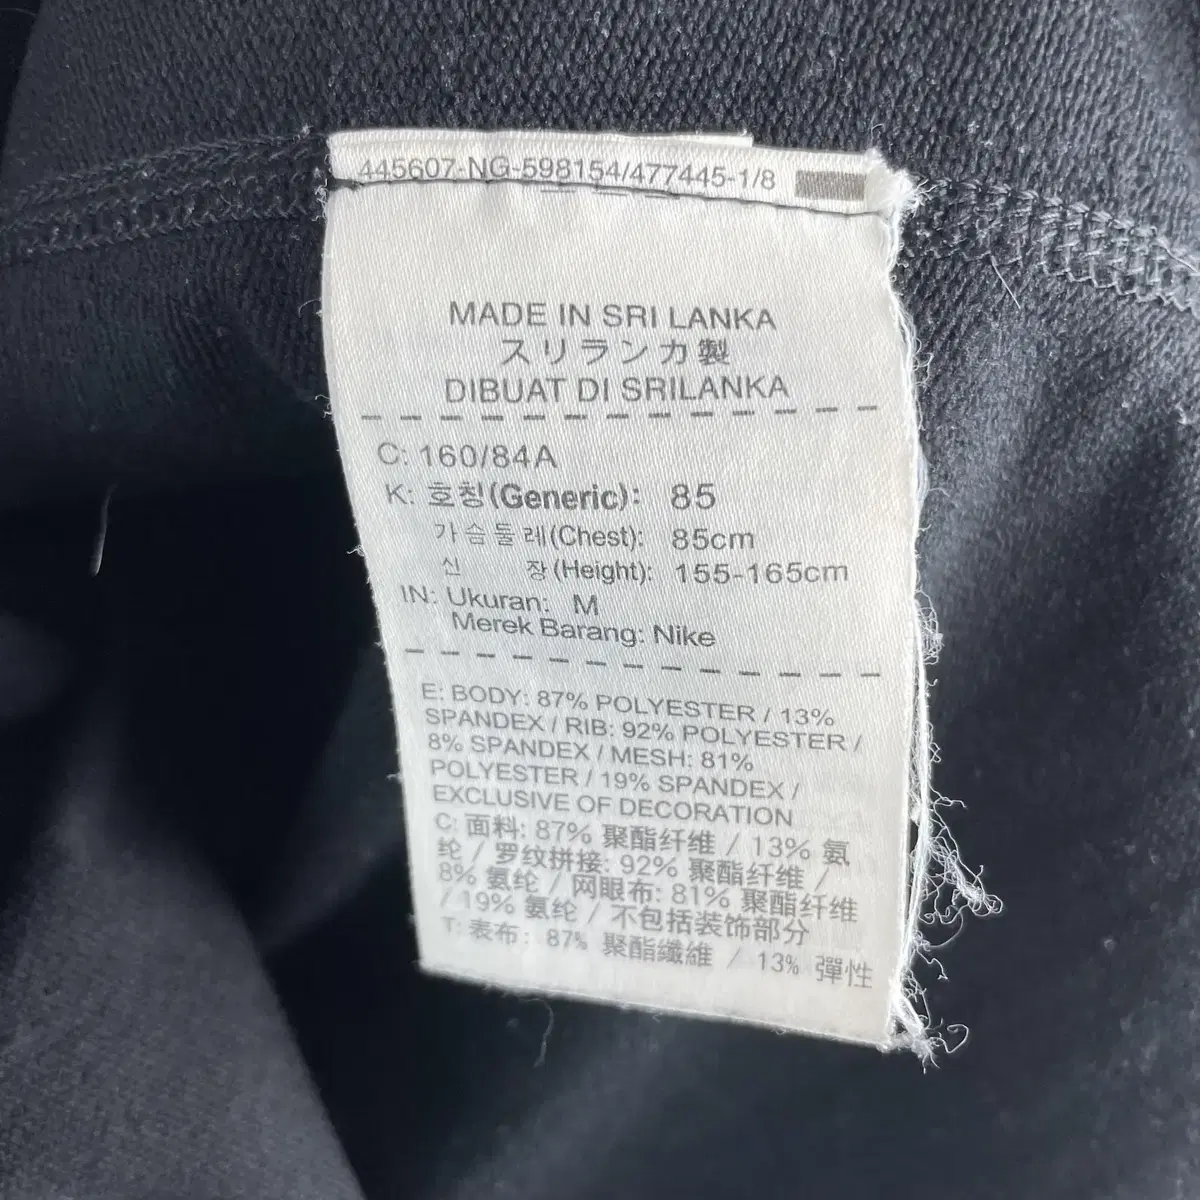 445607-NG-598154/477445-1/8
MADE IN SRI LANKA
スリランカ製
DIBUAT DI SRILANKA
C: 160/84A
K: 호칭(Generic): 85
가슴둘레(Chest): 85cm
신 장(Height): 155-165cm
IN: Ukuran: M
Merek Barang: Nike
E: BODY: 87% POLYESTER / 13%
SPANDEX / RIB: 92% POLYESTER /
8% SPANDEX / MESH: 81%
POLYESTER / 19% SPANDEX /
EXCLUSIVE OF DECORATION
C: 面料: 87% 聚酯纤维 / 13% 氨
纶 / 罗纹拼接: 92% 聚酯纤维 /
8% 氨纶 / 网眼布: 81% 聚酯纤维
/ 19% 氨纶 / 不包括装饰部分
T: 表布: 87% 聚酯纖維 / 13% 彈性